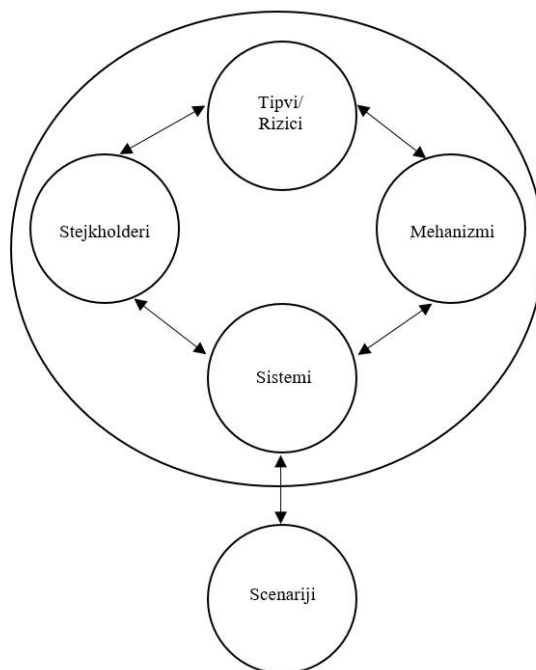 Tipvi/
Rizici
Stejkholderi
Mehanizmi
Sistemi
Scenariji